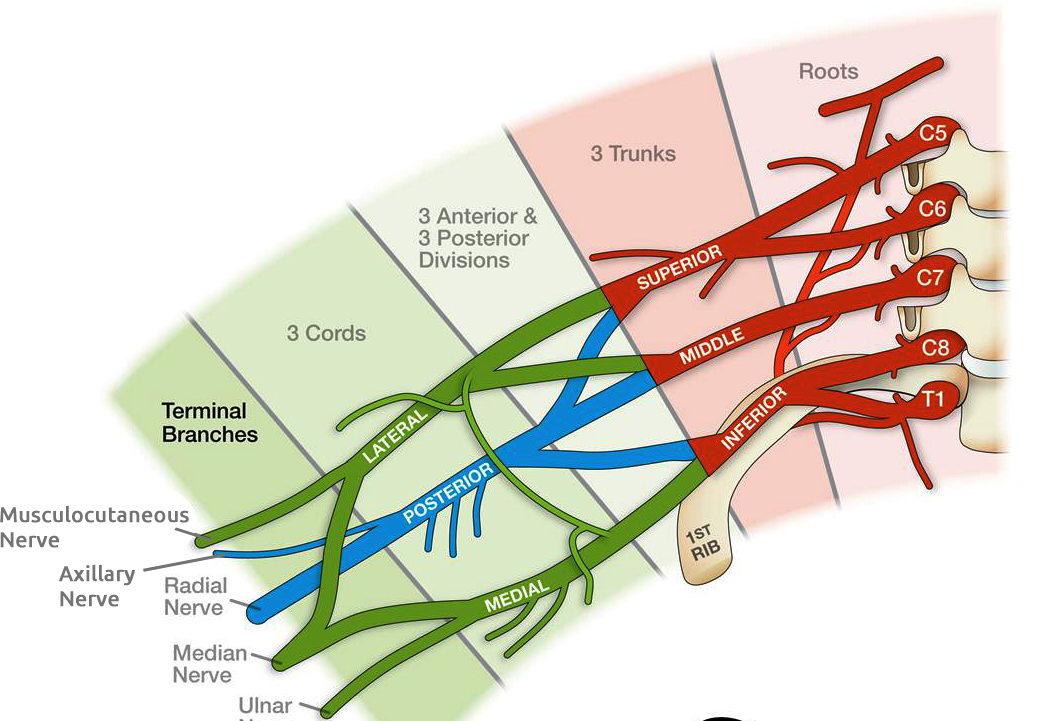 Roots
C5
3 Trunks
C6
3 Anterior &
3 Posterior
Divisions
SUPERIOR
C7
3 Cords
MIDDLE
C8
T1
Terminal
Branches
INFERIOR
LATERAL
POSTERIOR
Musculocutaneous
Nerve
1ST
RIB
Axillary
Nerve
Radial
Nerve
MEDIAL
Median
Nerve
Ulnar